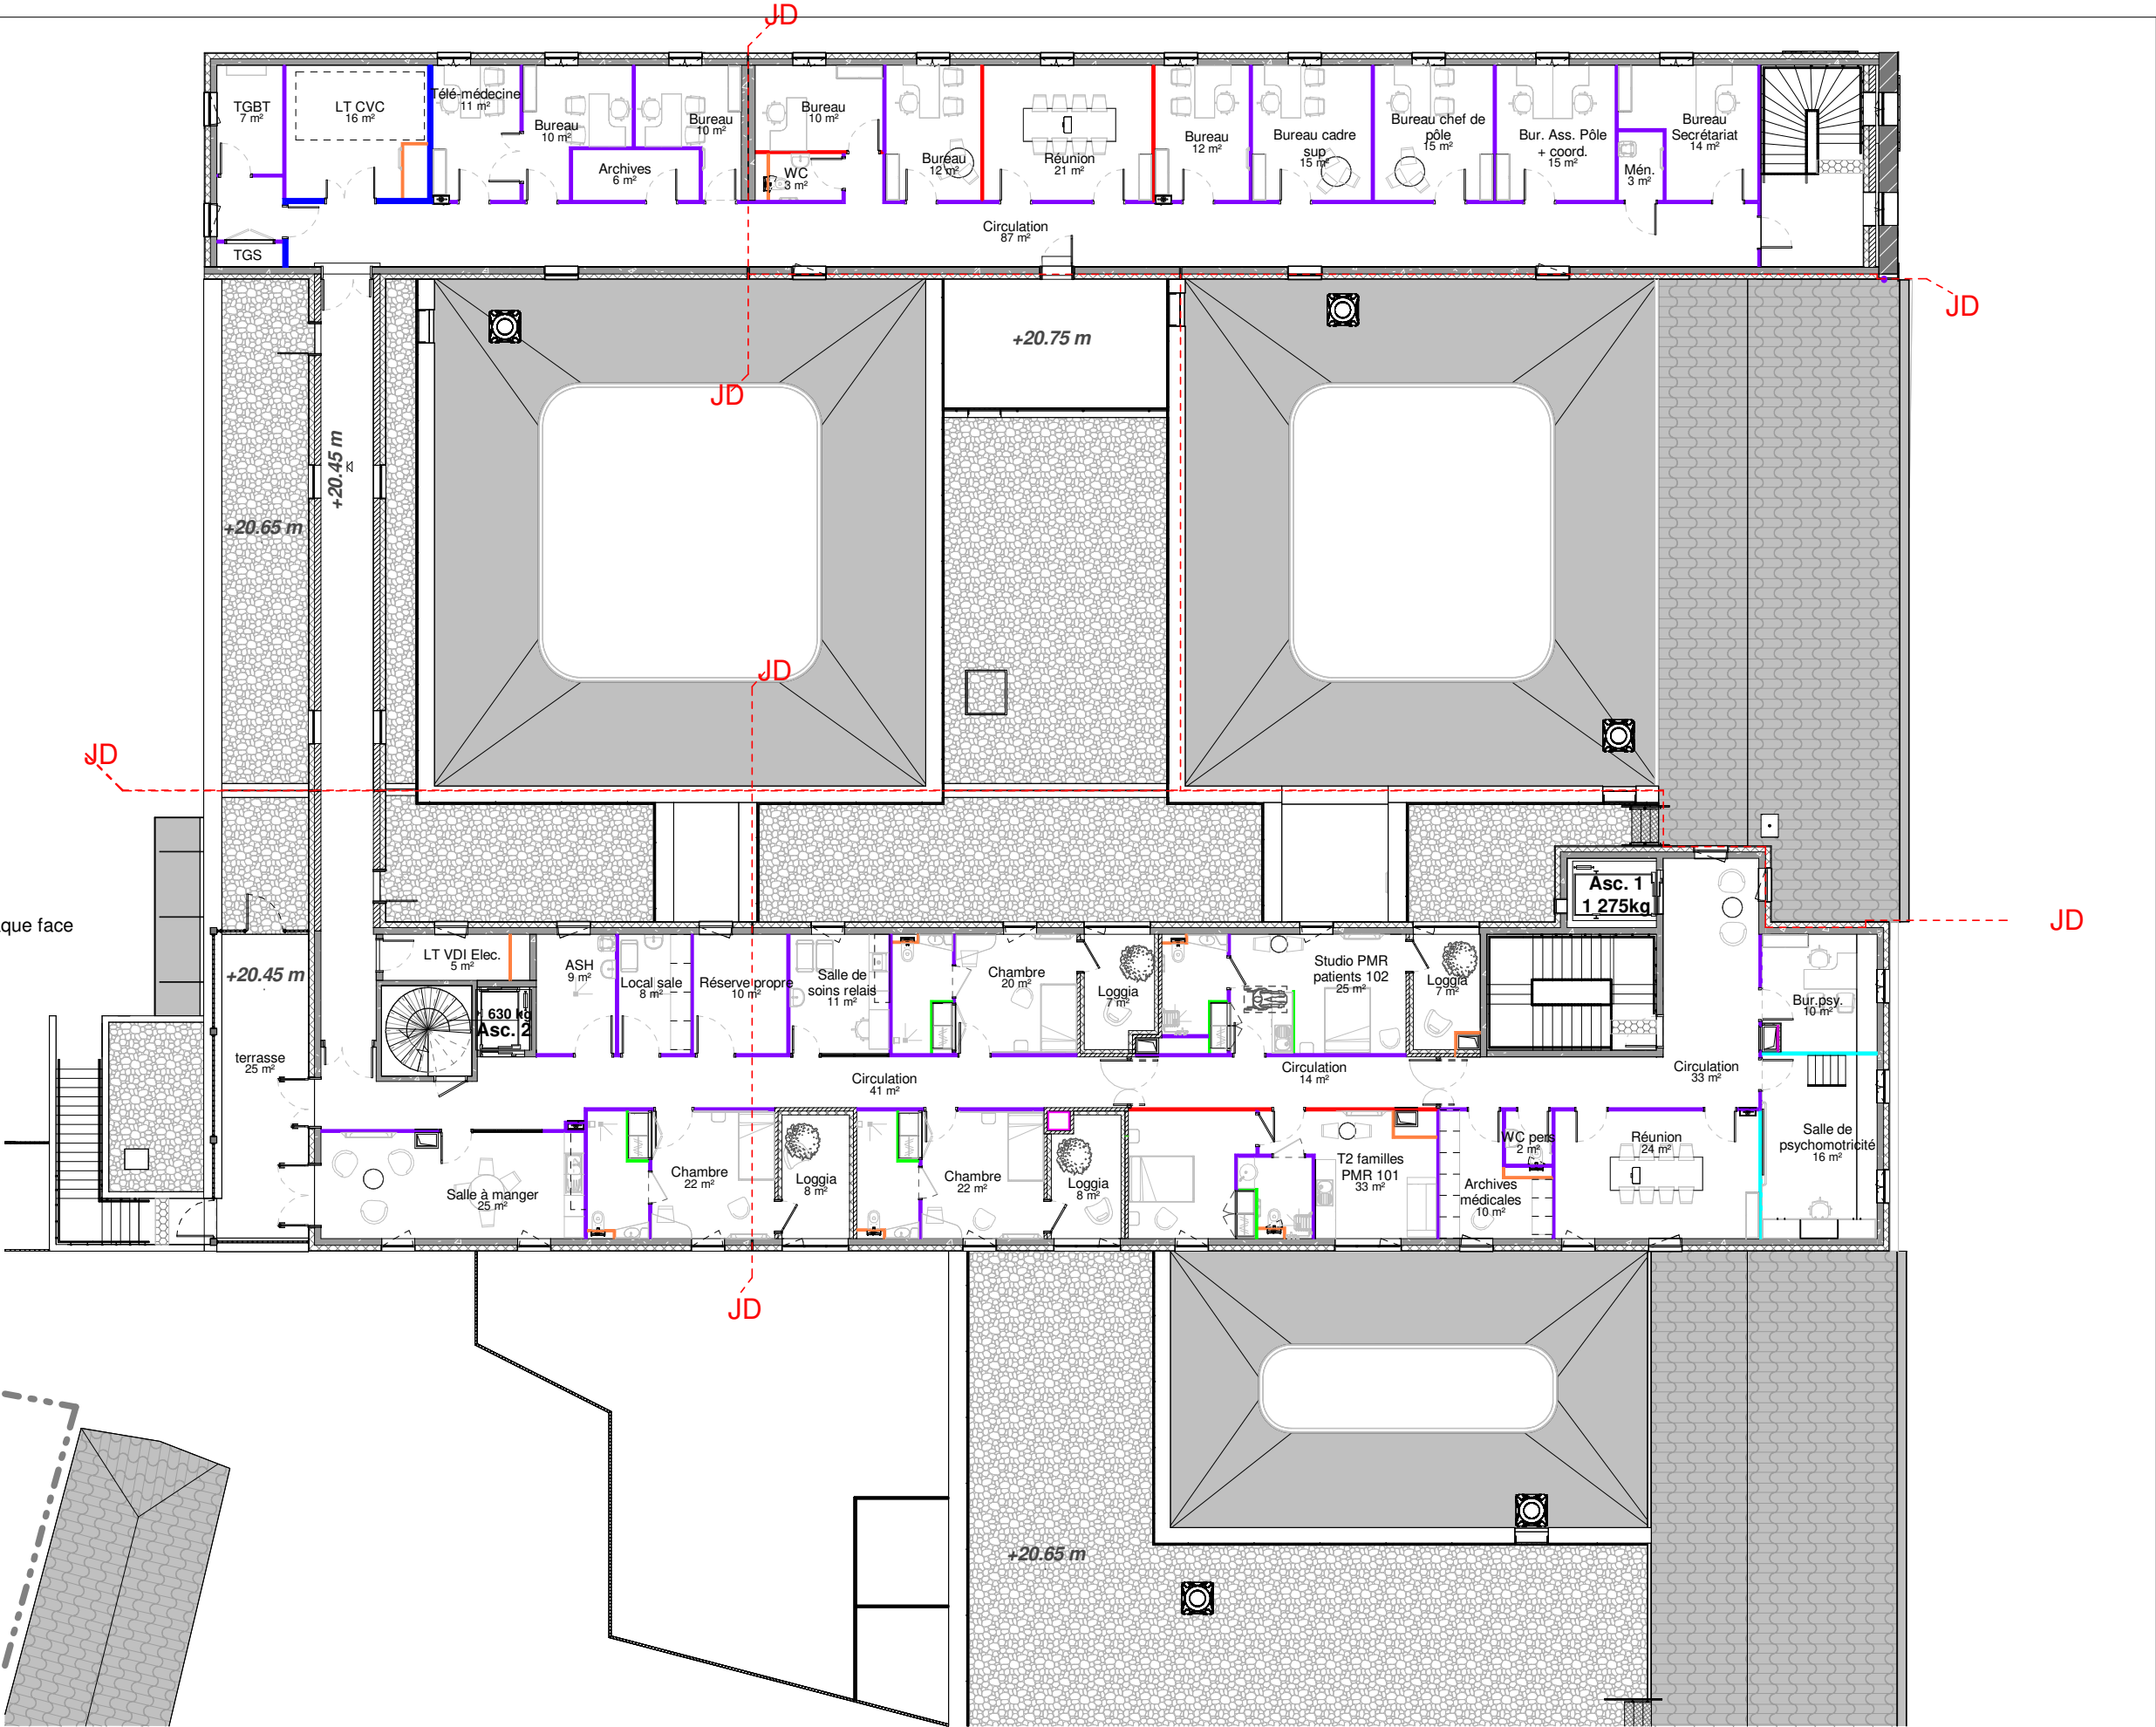 JD
TGBT
7 m²
LT CVC
16 m²
Télé-médecine
11 m²
Bureau
10 m²
Archives
6 m²
Bureau
10 m²
Bureau
10 m²
WC
3 m²
Bureau
12 m²
Réunion
21 m²
Bureau
12 m²
Bureau cadre
sup
15 m²
Bureau chef de
pôle
15 m²
Bur. Ass. Pôle
+ coord.
15 m²
Mén.
3 m²
Bureau
Secrétariat
14 m²
Circulation
87 m²
TGS
JD
+20.75 m
JD
+20.45 m
+20.65 m
JD
JD
Asc. 1
1 275kg
JD
que face
+20.45 m
LT VDI Elec.
5 m²
ASH
9 m²
Local sale
8 m²
Réserve propre
10 m²
Salle de
soins relais
11 m²
Chambre
20 m²
Loggia
7 m²
Studio PMR
patients 102
25 m²
Loggia
7 m²
Bur.psy.
10 m²
630 kg
Asc. 2
terrasse
25 m²
Circulation
41 m²
Circulation
14 m²
Circulation
33 m²
Salle à manger
25 m²
Chambre
22 m²
Loggia
8 m²
Chambre
22 m²
Loggia
8 m²
T2 familles
PMR 101
33 m²
WC pers
2 m²
Archives
médicales
10 m²
Réunion
24 m²
Salle de
psychomotricité
16 m²
JD
+20.65 m